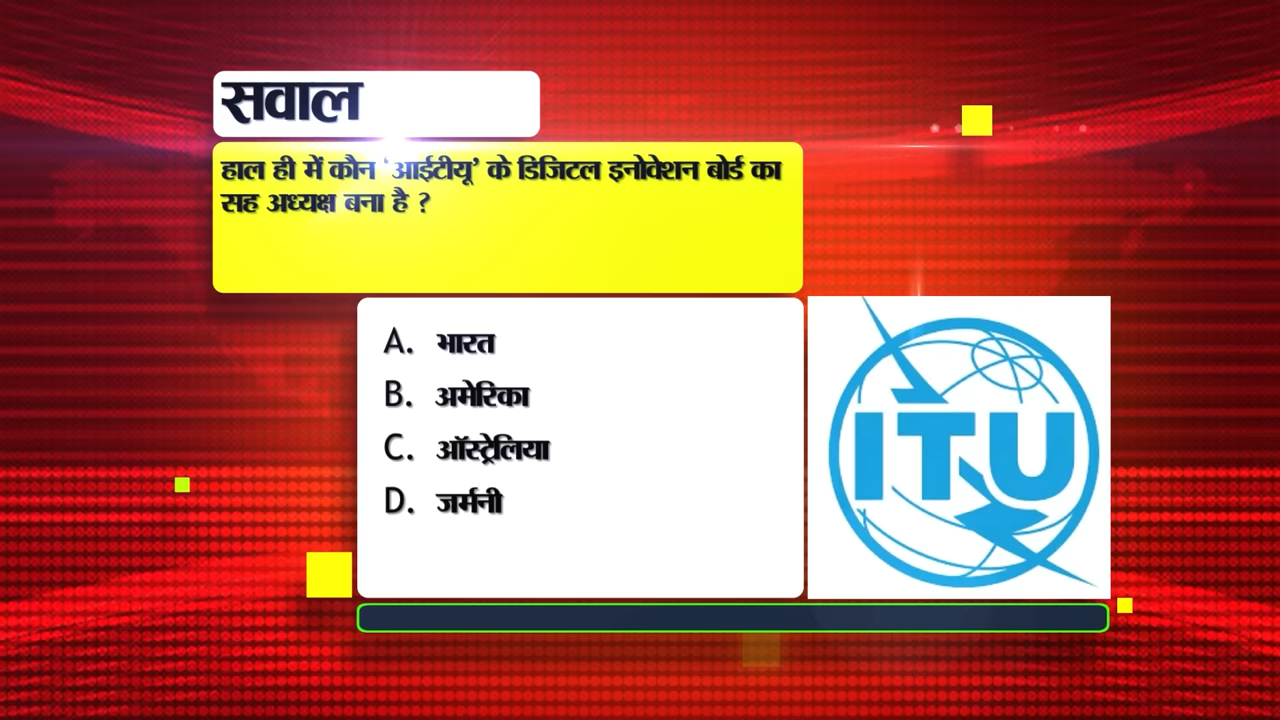 सवाल
हाल ही में कौन ‘आईटीयू’ के डिजिटल इनोवेशन बोर्ड का
सह अध्यक्ष बना है ?
A. भारत
B. अमेरिका
C. ऑस्ट्रेलिया
D. जर्मनी
ITU